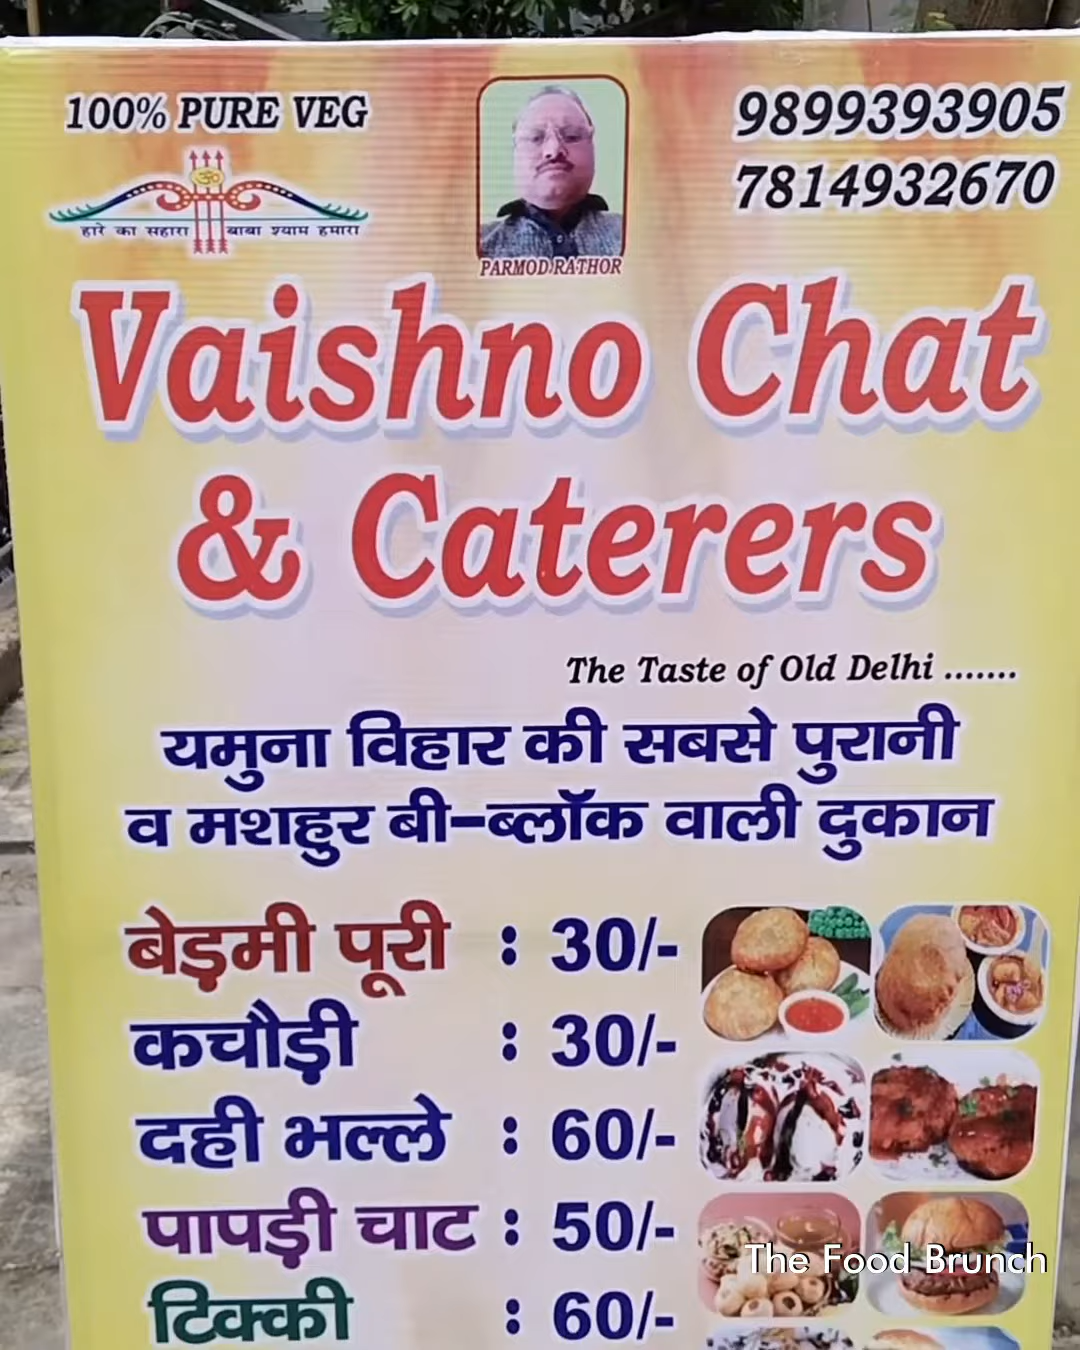 100% PURE VEG
9899393905
7814932670
ॐ
हारे का सहारा बाबा श्याम हमारा
PARMOD RATHOR
Vaishno Chat
& Caterers
The Taste of Old Delhi .......
यमुना विहार की सबसे पुरानी
व मशहुर बी-ब्लॉक वाली दुकान
बेड़मी पूरी : 30/-
कचौड़ी : 30/-
दही भल्ले : 60/-
पापड़ी चाट : 50/-
टिक्की : 60/-
The Food Brunch